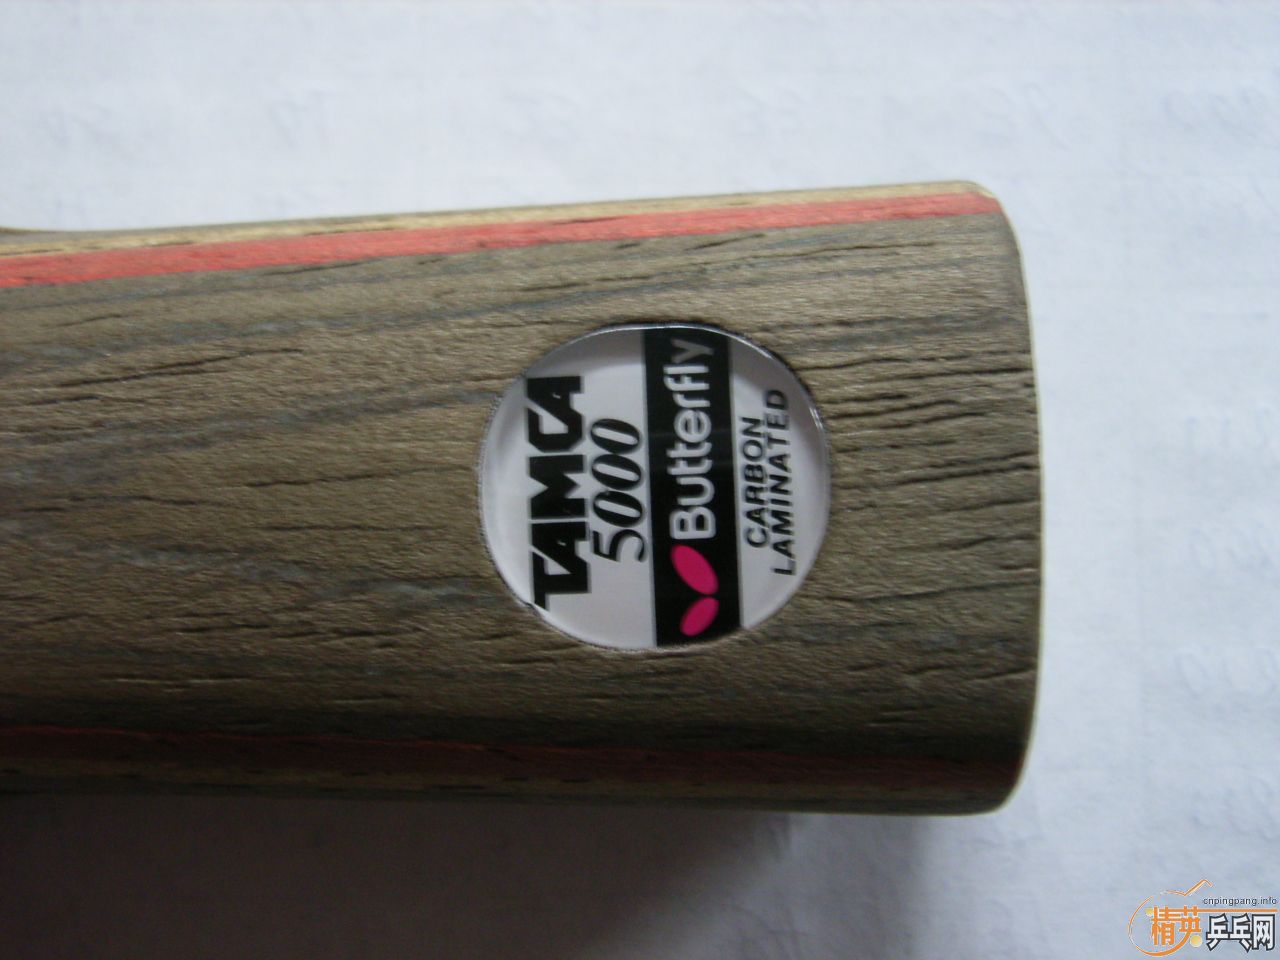 TAMCA
5000
Butterfly
CARBON
LAMINATED
cnpingpang.info
精英乒乓网